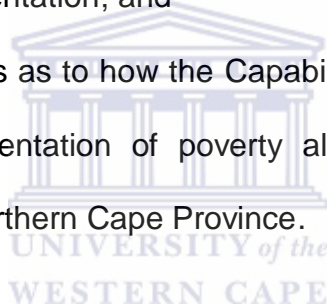 entation, and
s as to how the Capabi
entation of poverty al
rthern Cape Province.
UNIVERSITY of the
WESTERN CAPE